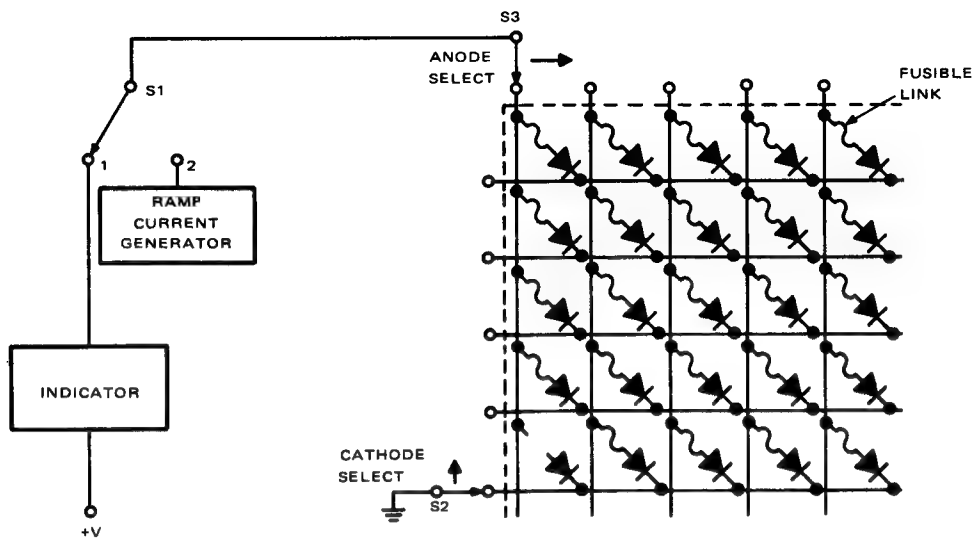 S3
ANODE
SELECT
FUSIBLE
LINK
S1
1
2
RAMP
CURRENT
GENERATOR
INDICATOR
CATHODE
SELECT
S2
+V